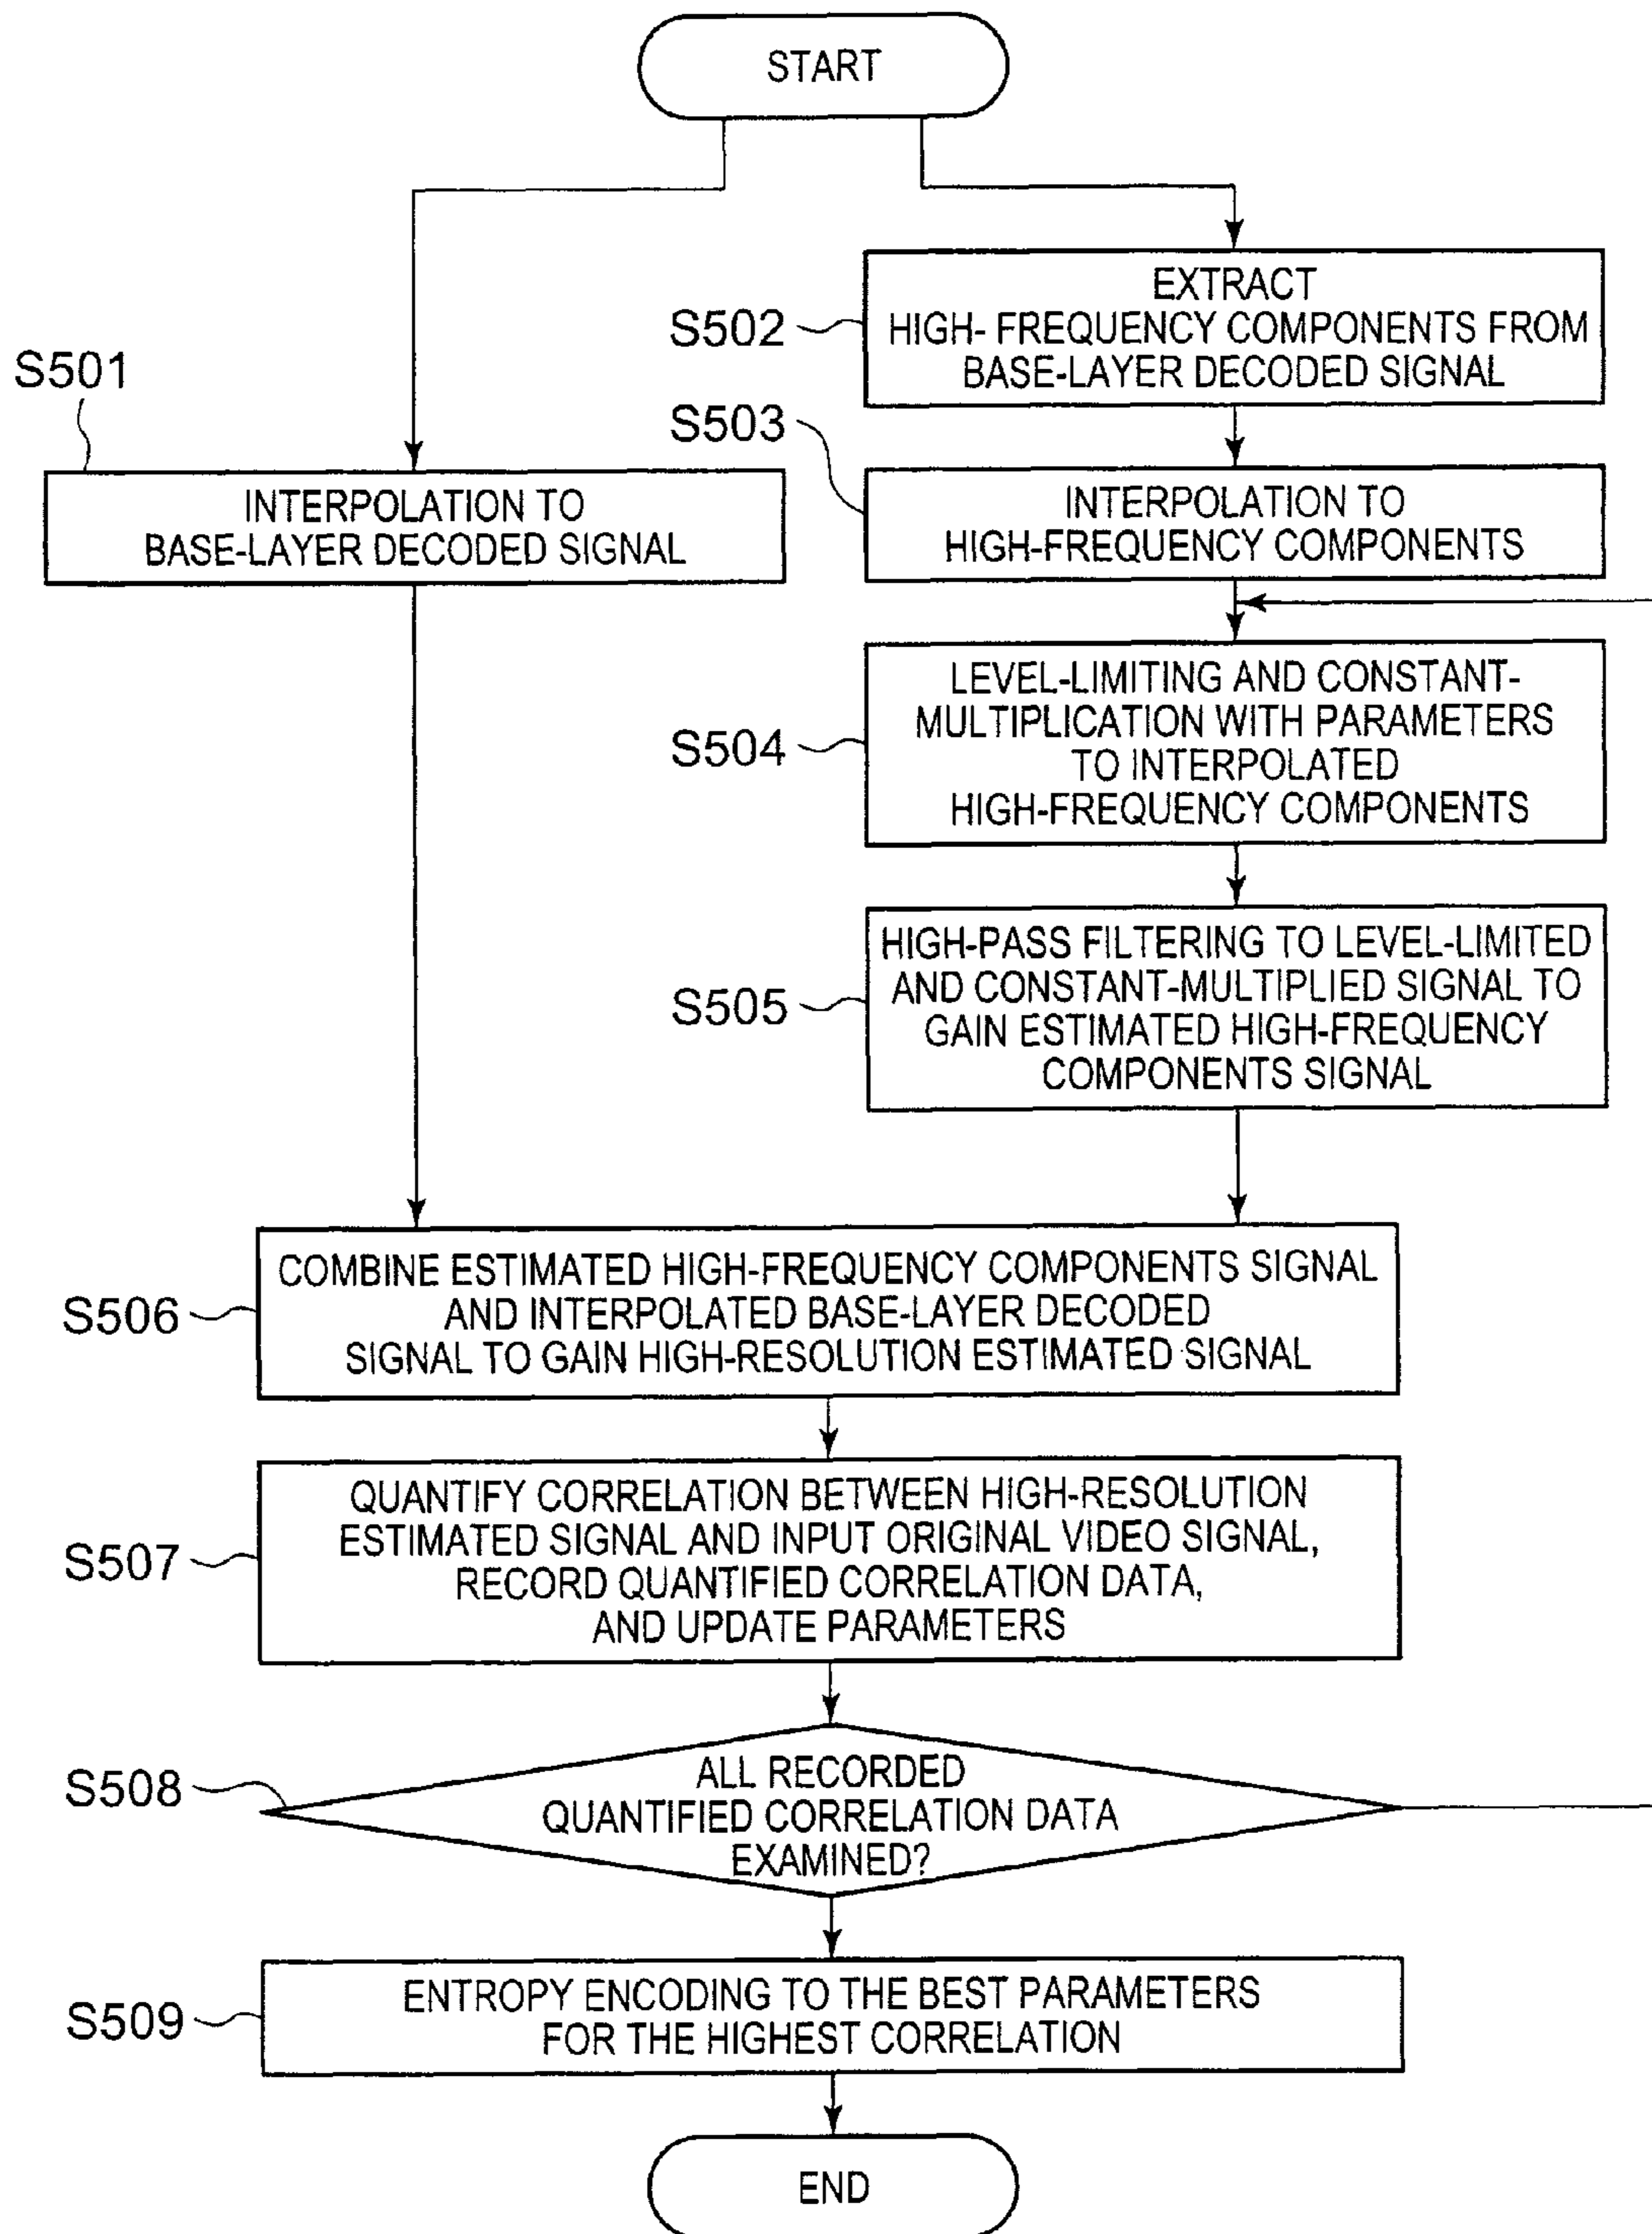 START
S502
EXTRACT
HIGH- FREQUENCY COMPONENTS FROM
BASE-LAYER DECODED SIGNAL
S501
INTERPOLATION TO
BASE-LAYER DECODED SIGNAL
S503
INTERPOLATION TO
HIGH-FREQUENCY COMPONENTS
S504
LEVEL-LIMITING AND CONSTANT-
MULTIPLICATION WITH PARAMETERS
TO INTERPOLATED
HIGH-FREQUENCY COMPONENTS
S505
HIGH-PASS FILTERING TO LEVEL-LIMITED
AND CONSTANT-MULTIPLIED SIGNAL TO
GAIN ESTIMATED HIGH-FREQUENCY
COMPONENTS SIGNAL
S506
COMBINE ESTIMATED HIGH-FREQUENCY COMPONENTS SIGNAL
AND INTERPOLATED BASE-LAYER DECODED
SIGNAL TO GAIN HIGH-RESOLUTION ESTIMATED SIGNAL
S507
QUANTIFY CORRELATION BETWEEN HIGH-RESOLUTION
ESTIMATED SIGNAL AND INPUT ORIGINAL VIDEO SIGNAL,
RECORD QUANTIFIED CORRELATION DATA,
AND UPDATE PARAMETERS
S508
ALL RECORDED
QUANTIFIED CORRELATION DATA
EXAMINED?
S509
ENTROPY ENCODING TO THE BEST PARAMETERS
FOR THE HIGHEST CORRELATION
END